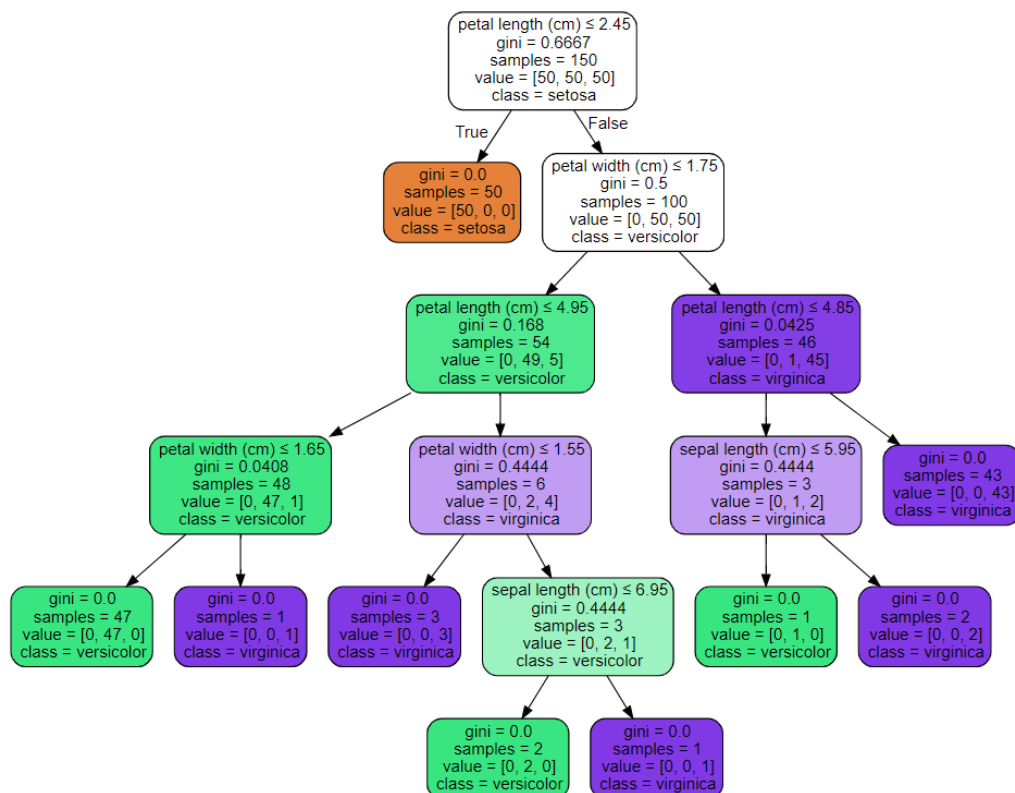 petal length (cm) ≤ 2.45
gini = 0.6667
samples = 150
value = [50, 50, 50]
class = setosa
True
False
gini = 0.0
samples = 50
value = [50, 0, 0]
class = setosa
petal width (cm) ≤ 1.75
gini = 0.5
samples = 100
value = [0, 50, 50]
class = versicolor
petal length (cm) ≤ 4.95
gini = 0.168
samples = 54
value = [0, 49, 5]
class = versicolor
petal length (cm) ≤ 4.85
gini = 0.0425
samples = 46
value = [0, 1, 45]
class = virginica
petal width (cm) ≤ 1.65
gini = 0.0408
samples = 48
value = [0, 47, 1]
class = versicolor
petal width (cm) ≤ 1.55
gini = 0.4444
samples = 6
value = [0, 2, 4]
class = virginica
sepal length (cm) ≤ 5.95
gini = 0.4444
samples = 3
value = [0, 1, 2]
class = virginica
gini = 0.0
samples = 43
value = [0, 0, 43]
class = virginica
gini = 0.0
samples = 47
value = [0, 47, 0]
class = versicolor
gini = 0.0
samples = 1
value = [0, 0, 1]
class = virginica
gini = 0.0
samples = 3
value = [0, 0, 3]
class = virginica
sepal length (cm) ≤ 6.95
gini = 0.4444
samples = 3
value = [0, 2, 1]
class = versicolor
gini = 0.0
samples = 1
value = [0, 1, 0]
class = versicolor
gini = 0.0
samples = 2
value = [0, 0, 2]
class = virginica
gini = 0.0
samples = 2
value = [0, 2, 0]
class = versicolor
gini = 0.0
samples = 1
value = [0, 0, 1]
class = virginica